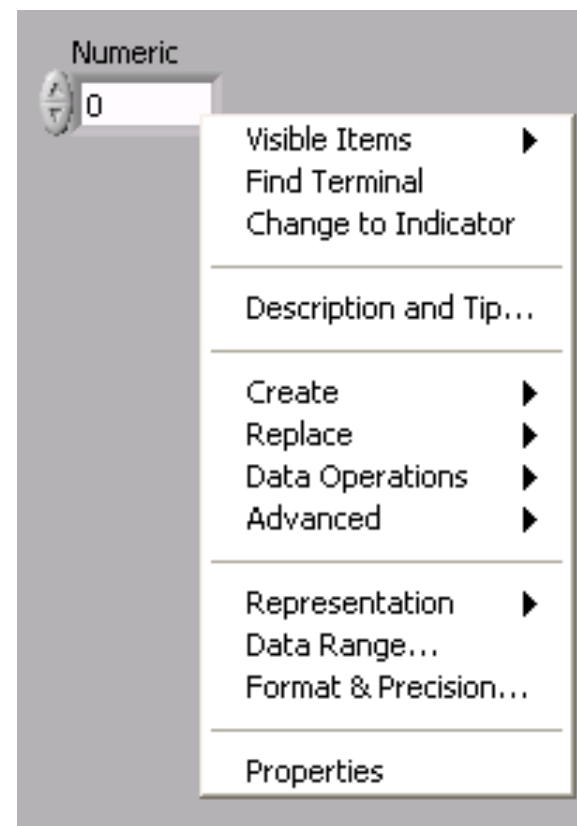 Numeric
0
Visible Items
Find Terminal
Change to Indicator
Description and Tip...
Create
Replace
Data Operations
Advanced
Representation
Data Range...
Format & Precision...
Properties